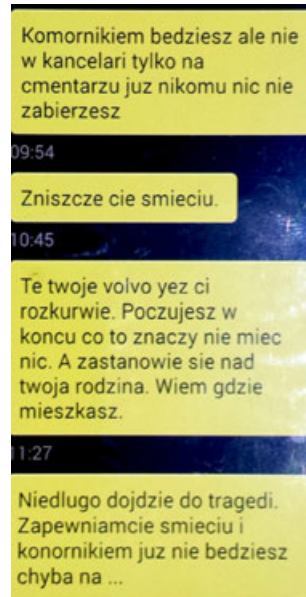 Komornikiem bedziesz ale nie
w kancelari tylko na
cmentarzu juz nikomu nic nie
zabierzesz
09:54
Zniszcze cie smieciu.
10:45
Te twoje volvo yez ci
rozkurwie. Poczujesz w
koncu co to znaczy nie miec
nic. A zastanowie sie nad
twoja rodzina. Wiem gdzie
mieszkasz.
11:27
Niedlugo dojdzie do tragedi.
Zapewniamcie smieciu i
konornikiem juz nie bedziesz
chyba na ...